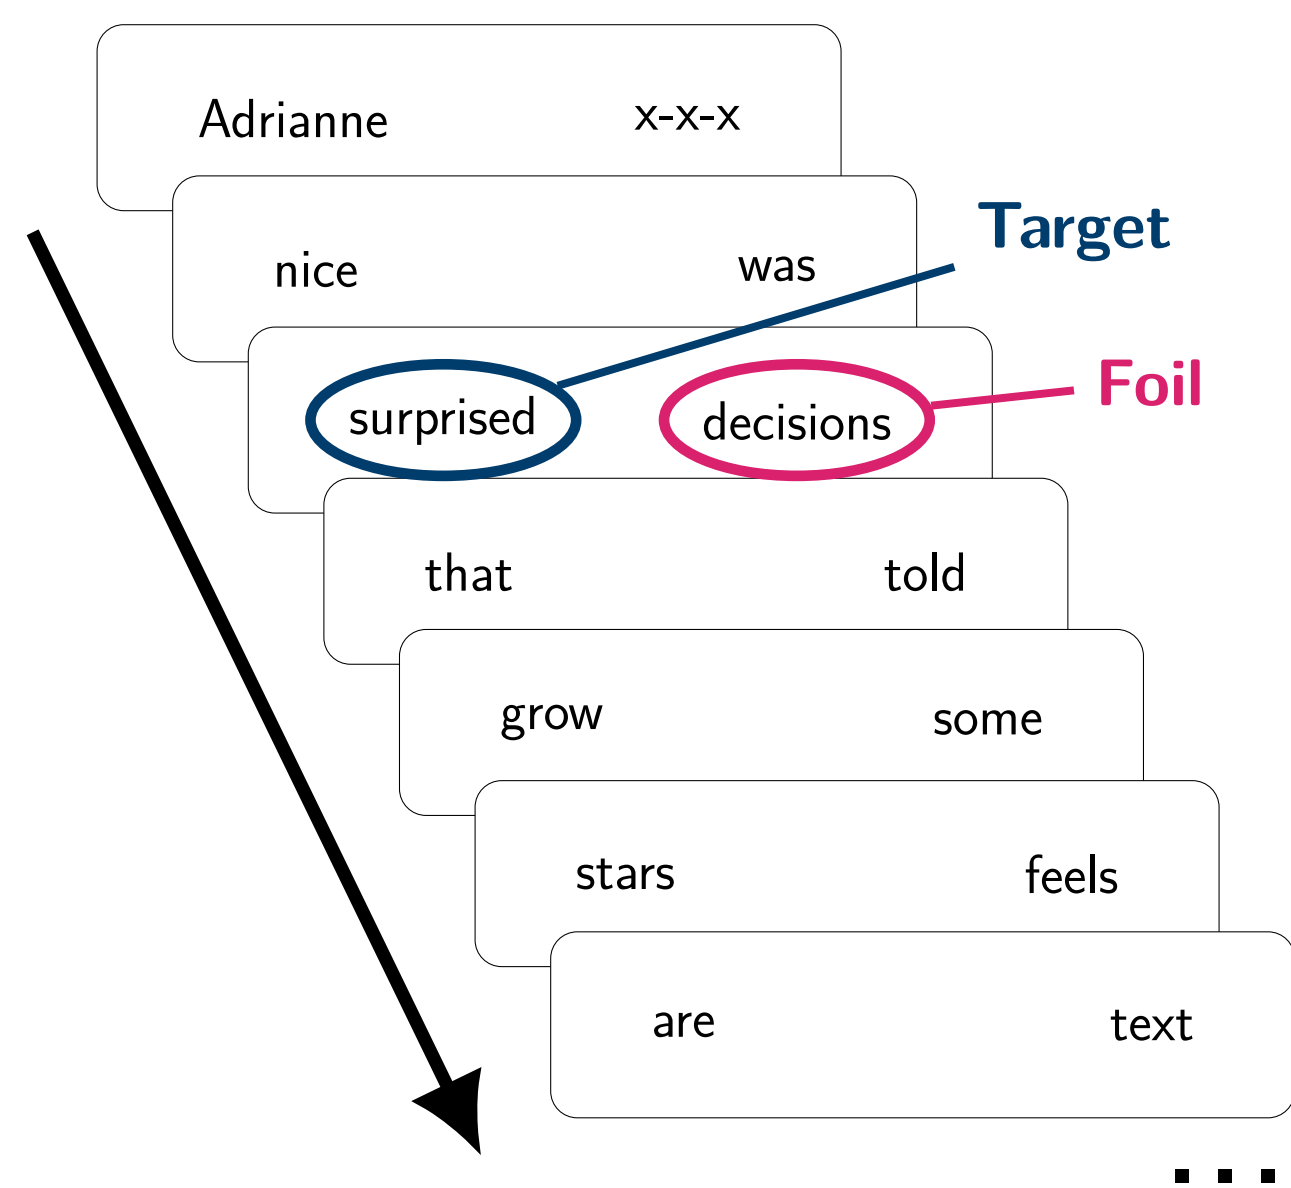 Adrianne x-x-x
nice was
Target
surprised decisions
Foil
that told
grow some
stars feels
are text
...